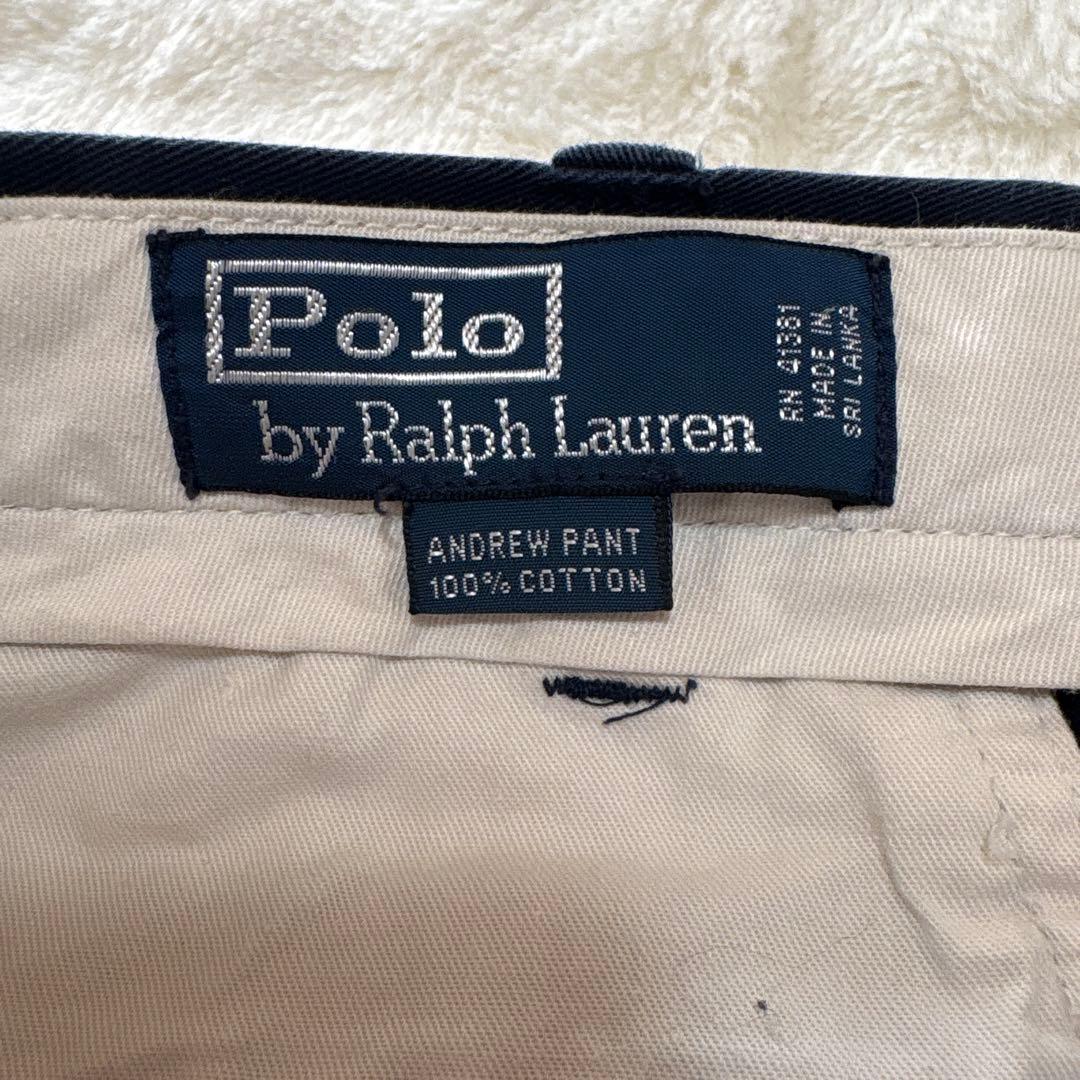 Polo
by Ralph Lauren
RN 41381
MADE IN
SRI LANKA
ANDREW PANT
100% COTTON